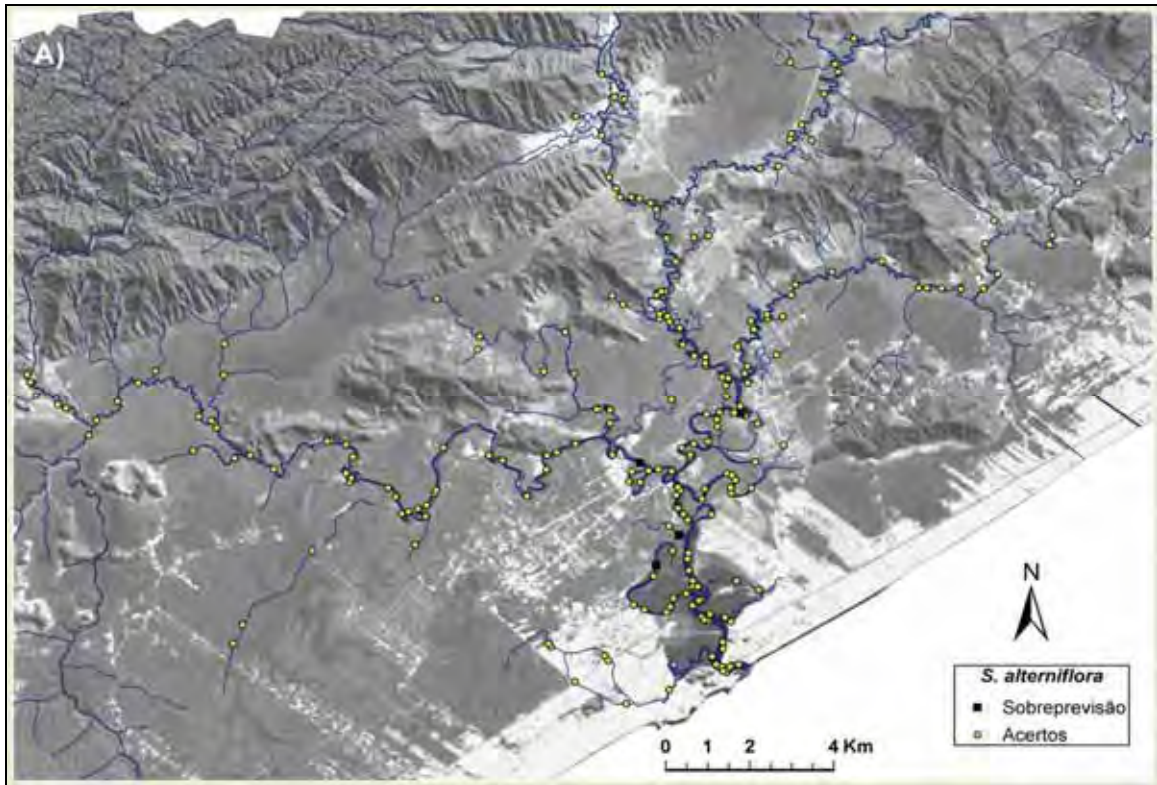 A)
N
S. alterniflora
Sobreprevisão
Acertos
0 1 2 4 Km